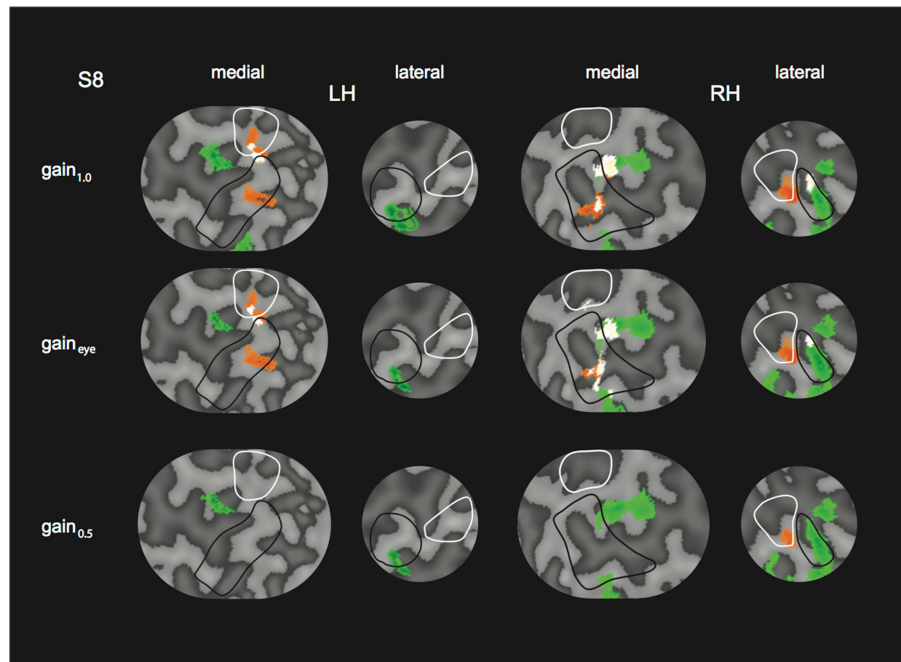 S8
medial
lateral
medial
lateral
LH
RH
gain1.0
gaineye
gain0.5